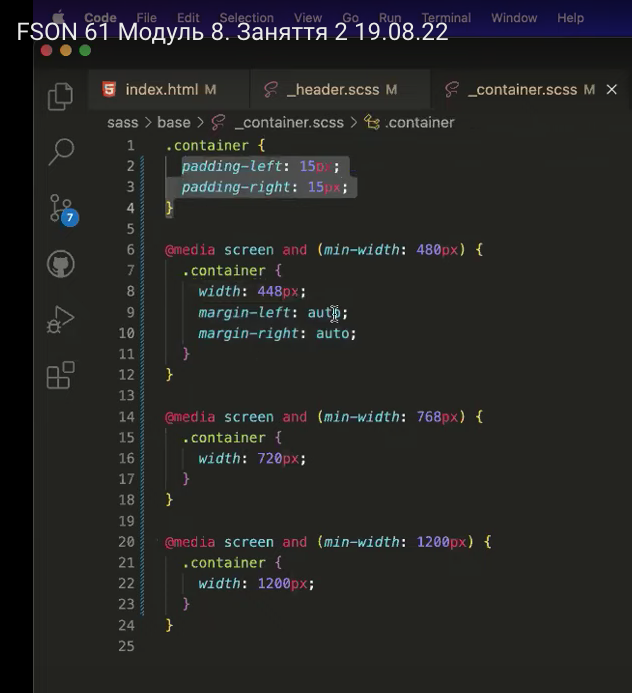 Code File Edit Selection View Go Run Terminal Window Help
FSON 61 Модуль 8. Заняття 2 19.08.22
index.html M _header.scss M _container.scss M
sass > base > _container.scss > .container
1 .container {
2 padding-left: 15px;
3 padding-right: 15px;
4 }
5
6 @media screen and (min-width: 480px) {
7 .container {
8 width: 448px;
9 margin-left: auto;
10 margin-right: auto;
11 }
12 }
13
14 @media screen and (min-width: 768px) {
15 .container {
16 width: 720px;
17 }
18 }
19
20 @media screen and (min-width: 1200px) {
21 .container {
22 width: 1200px;
23 }
24 }
25
7